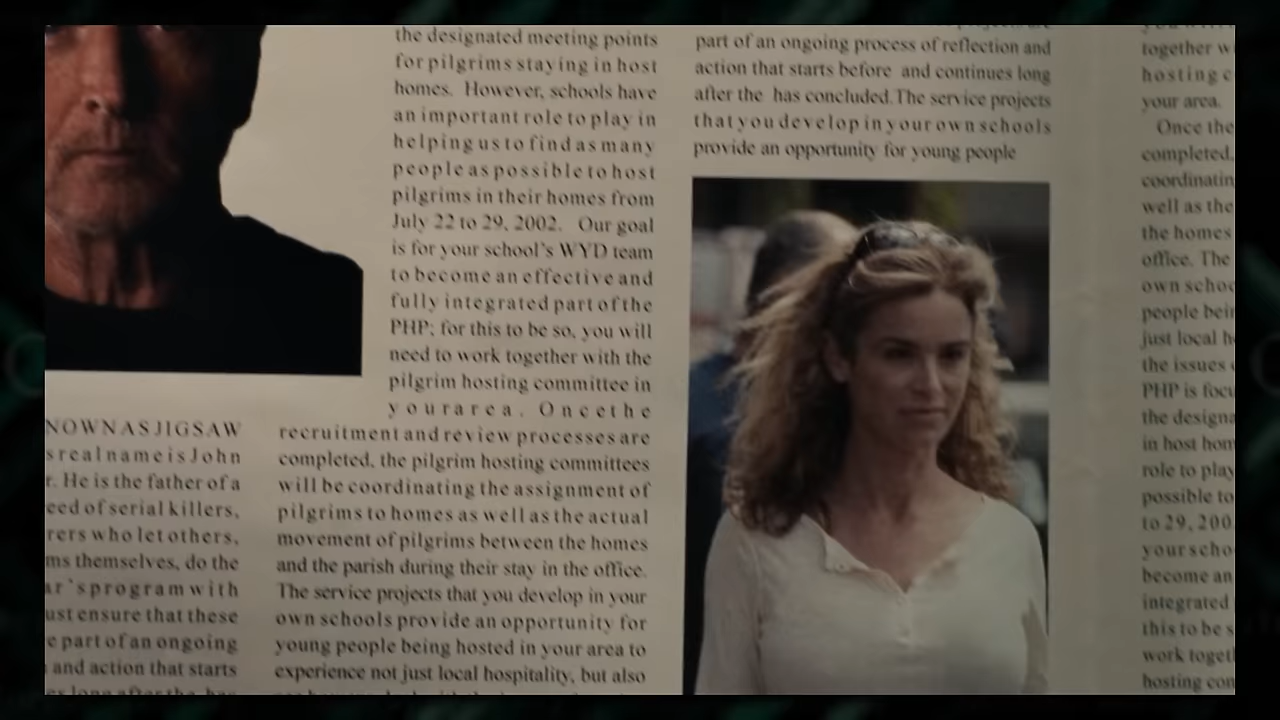 the designated meeting points
for pilgrims staying in host
homes. However, schools have
an important role to play in
helping us to find as many
people as possible to host
pilgrims in their homes from
July 22 to 29, 2002. Our goal
is for your school's WYD team
to become an effective and
fully integrated part of the
PHP; for this to be so, you will
need to work together with the
pilgrim hosting committee in
your area. Once the
NOWN AS JIGSAW
s real name is John
r. He is the father of a
eed of serial killers,
rers who let others,
ms themselves, do the
ar's program with
ust ensure that these
e part of an ongoing
and action that starts
recruitment and review processes are
completed, the pilgrim hosting committees
will be coordinating the assignment of
pilgrims to homes as well as the actual
movement of pilgrims between the homes
and the parish during their stay in the office.
The service projects that you develop in your
own schools provide an opportunity for
young people being hosted in your area to
experience not just local hospitality, but also
part of an ongoing process of reflection and
action that starts before and continues long
after the has concluded. The service projects
that you develop in your own schools
provide an opportunity for young people
together w
hosting c
your area.
Once the
completed,
coordinatin
well as the
the homes
office. The
own schoo
people bein
just local h
the issues
PHP is focu
the designa
in host hom
role to play
possible to
to 29, 200
your scho
become an
integrated
this to be s
work toget
hosting con